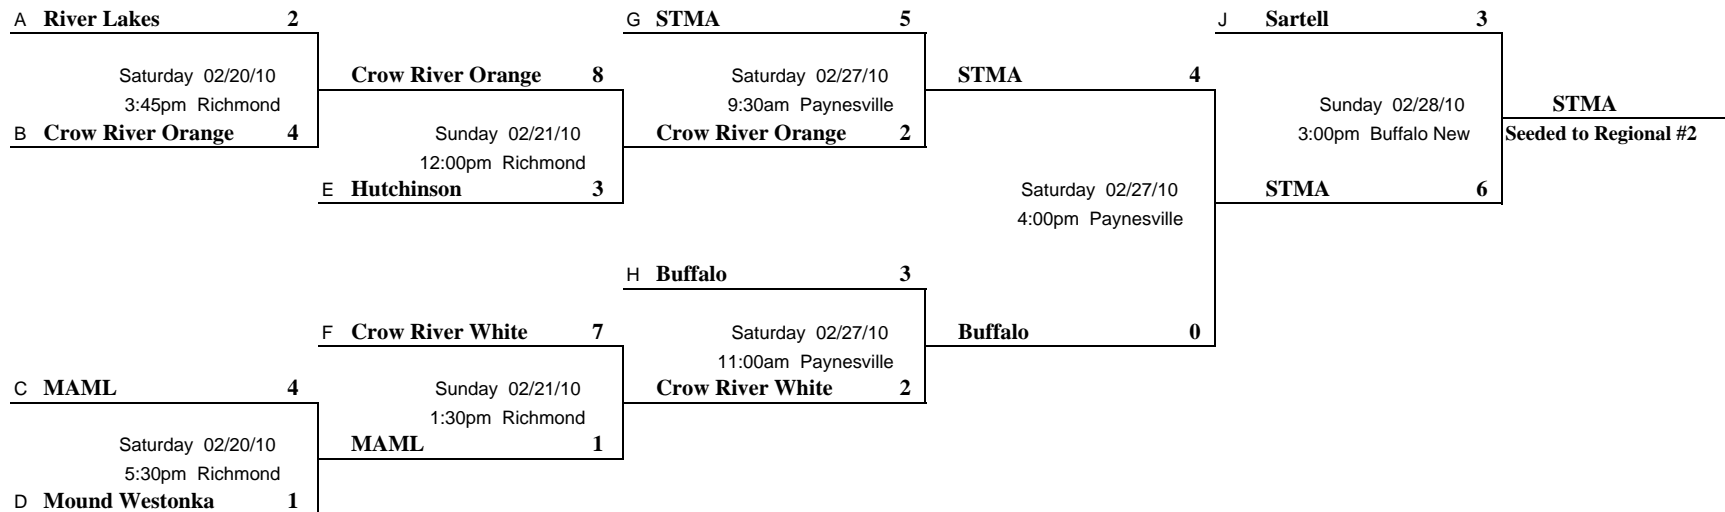 A River Lakes 2
Saturday 02/20/10
3:45pm Richmond
B Crow River Orange 4
Crow River Orange 8
Sunday 02/21/10
12:00pm Richmond
E Hutchinson 3
G STMA 5
Saturday 02/27/10
9:30am Paynesville
Crow River Orange 2
STMA 4
Saturday 02/27/10
4:00pm Paynesville
Buffalo 0
H Buffalo 3
Saturday 02/27/10
11:00am Paynesville
Crow River White 2
F Crow River White 7
Sunday 02/21/10
1:30pm Richmond
MAML 1
C MAML 4
Saturday 02/20/10
5:30pm Richmond
D Mound Westonka 1
J Sartell 3
Sunday 02/28/10
3:00pm Buffalo New
STMA 6
STMA
Seeded to Regional #2